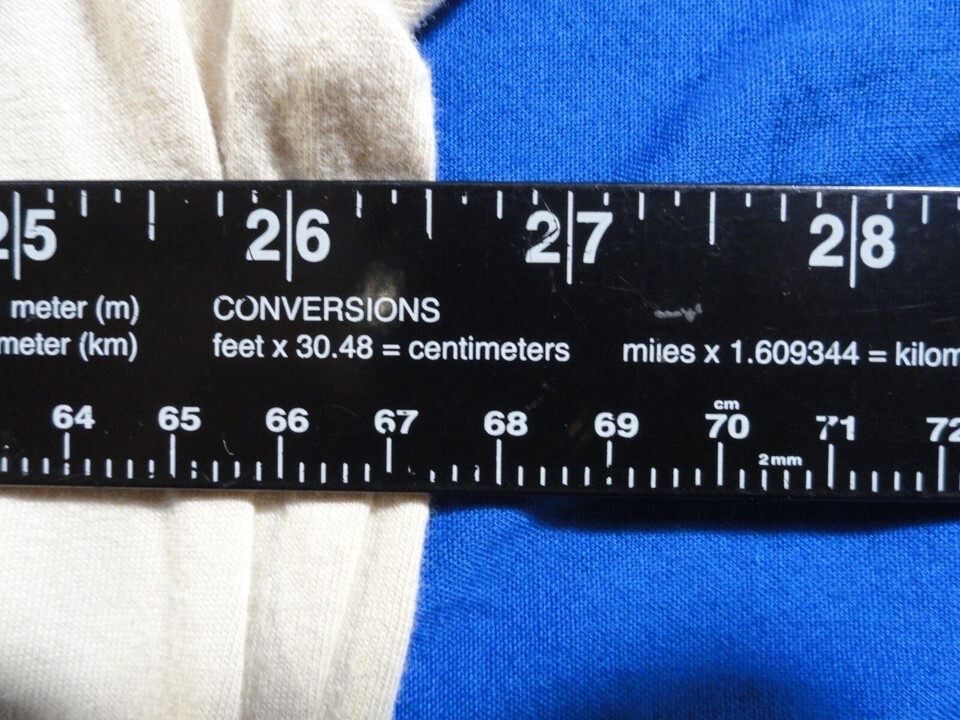 25 26 27 28
meter (m) CONVERSIONS
meter (km) feet x 30.48 = centimeters miles x 1.609344 = kilom
cm
64 65 66 67 68 69 70 71 72
2mm